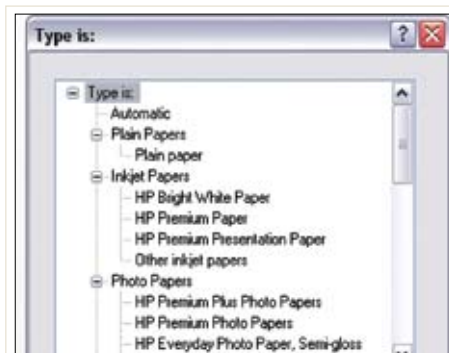 Type is:
Type is:
Automatic
Plain Papers
Plain paper
Inkjet Papers
HP Bright White Paper
HP Premium Paper
HP Premium Presentation Paper
Other inkjet papers
Photo Papers
HP Premium Plus Photo Papers
HP Premium Photo Papers
HP Everyday Photo Paper, Semi-gloss